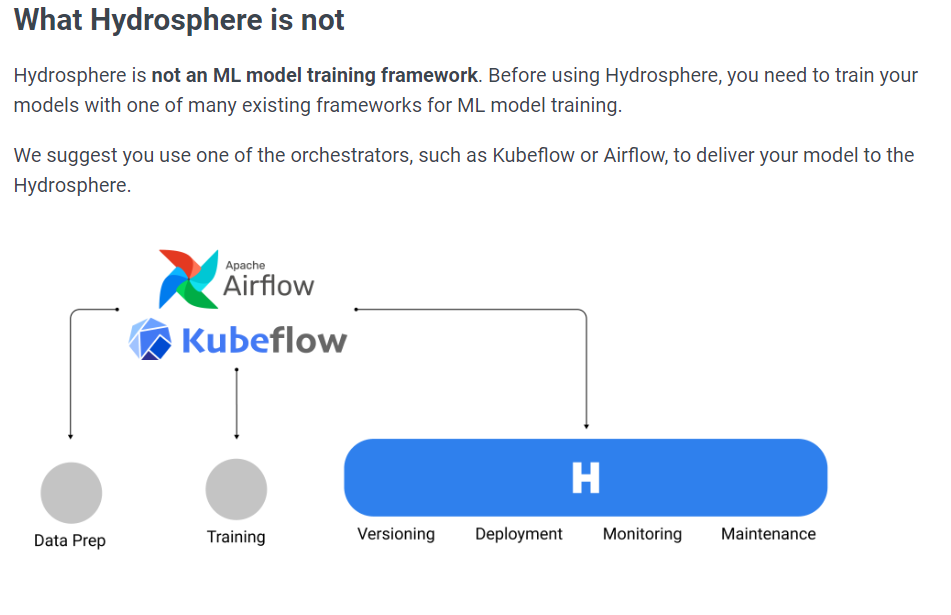 What Hydrosphere is not
Hydrosphere is not an ML model training framework. Before using Hydrosphere, you need to train your
models with one of many existing frameworks for ML model training.
We suggest you use one of the orchestrators, such as Kubeflow or Airflow, to deliver your model to the
Hydrosphere.
Apache
Airflow
Kubeflow
H
Data Prep
Training
Versioning
Deployment
Monitoring
Maintenance